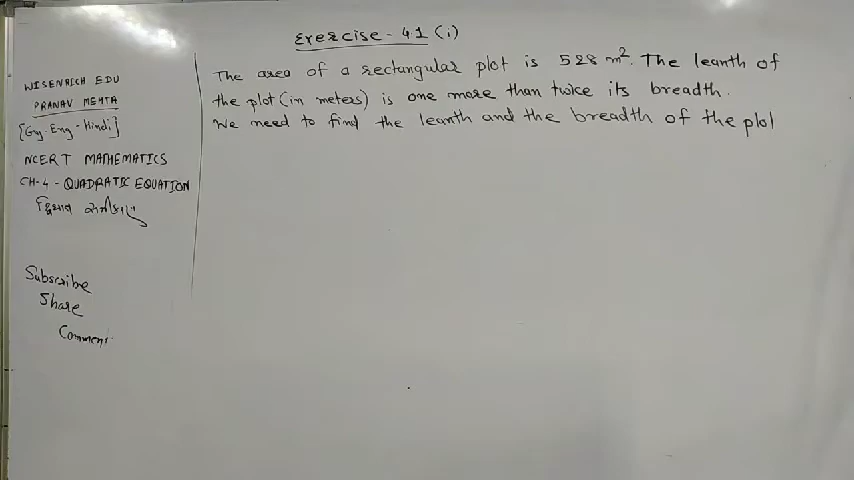 Exercise - 4.1 (i)
The area of a rectangular plot is 528 m². The leanth of
the plot (in meters) is one more than twice its breadth.
We need to find the leanth and the breadth of the plot
WISENRICH EDU
PRANAV MEHTA
[Guj-Eng-Hindi]
NCERT MATHEMATICS
CH-4 - QUADRATIC EQUATION
Subscribe
Share
Comment